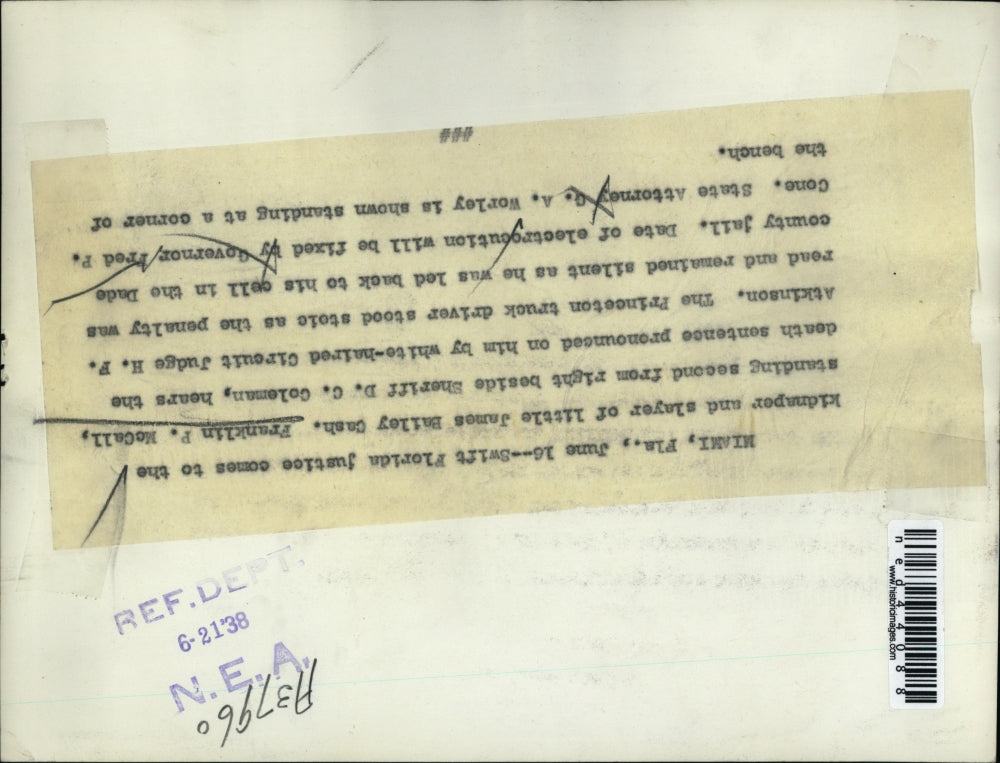 MIAMI, Fla., June 16--Swift Florida justice comes to the
kidnaper and slayer of little James Bailey Cash. Franklin P. McCall,
standing second from right beside Sheriff D. C. Coleman, hears the
death sentence pronounced on him by white-haired Circuit Judge H. F.
Atkinson. The Princeton truck driver stood stoic as the penalty was
read and remained silent as he was led back to his cell in the Dade
county jail. Date of electrocution will be fixed by Governor Fred P.
Cone. State Attorney G. A. Worley is shown standing at a corner of
the bench.
###
REF. DEPT.
6-21'38
N.E.A.
A37960
www.historicimages.com
ned44088